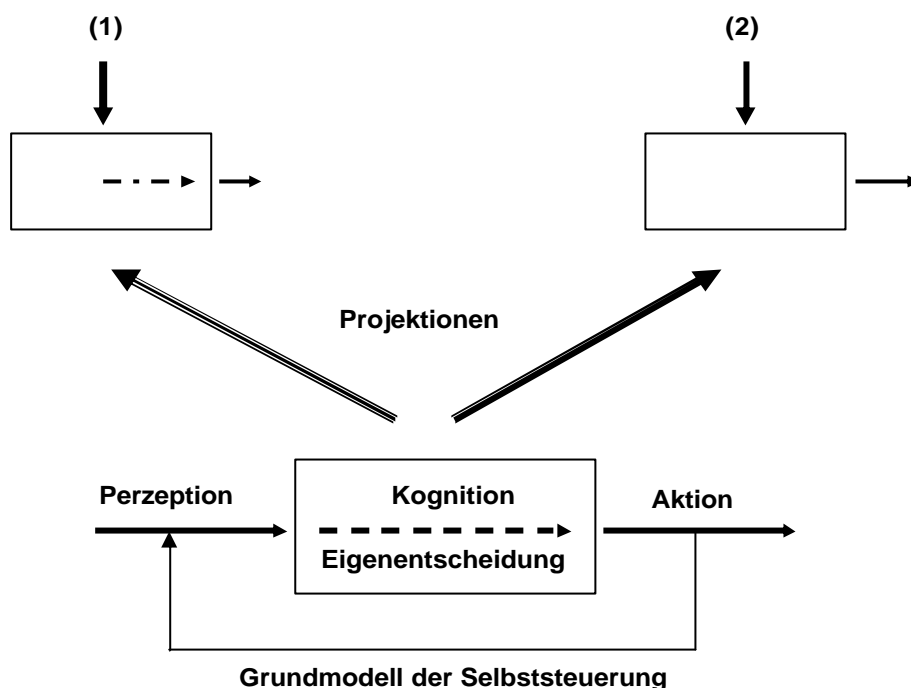 (1)
(2)
Projektionen
Perzeption
Kognition
Aktion
Eigenentscheidung
Grundmodell der Selbststeuerung